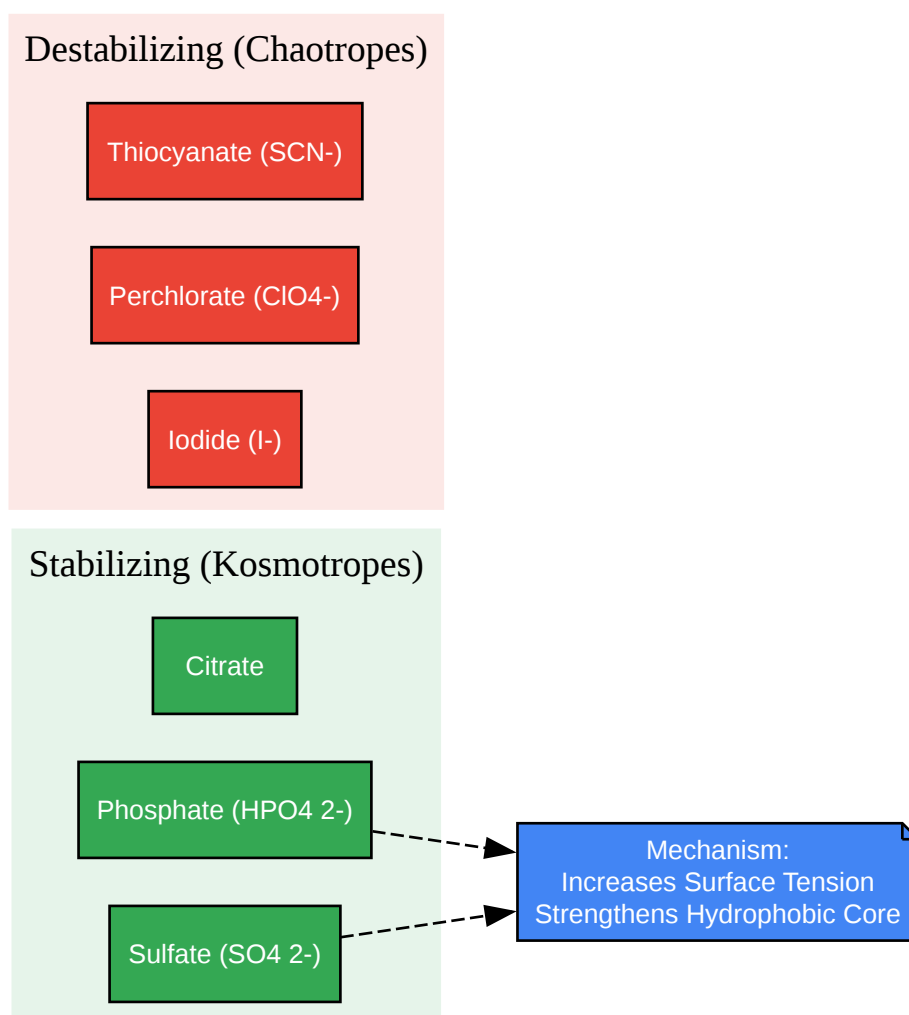 Destabilizing (Chaotropes)
Thiocyanate (SCN-)
Perchlorate (ClO4-)
Iodide (I-)
Stabilizing (Kosmotropes)
Citrate
Phosphate (HPO4 2-)
Sulfate (SO4 2-)
Mechanism:
Increases Surface Tension
Strengthens Hydrophobic Core